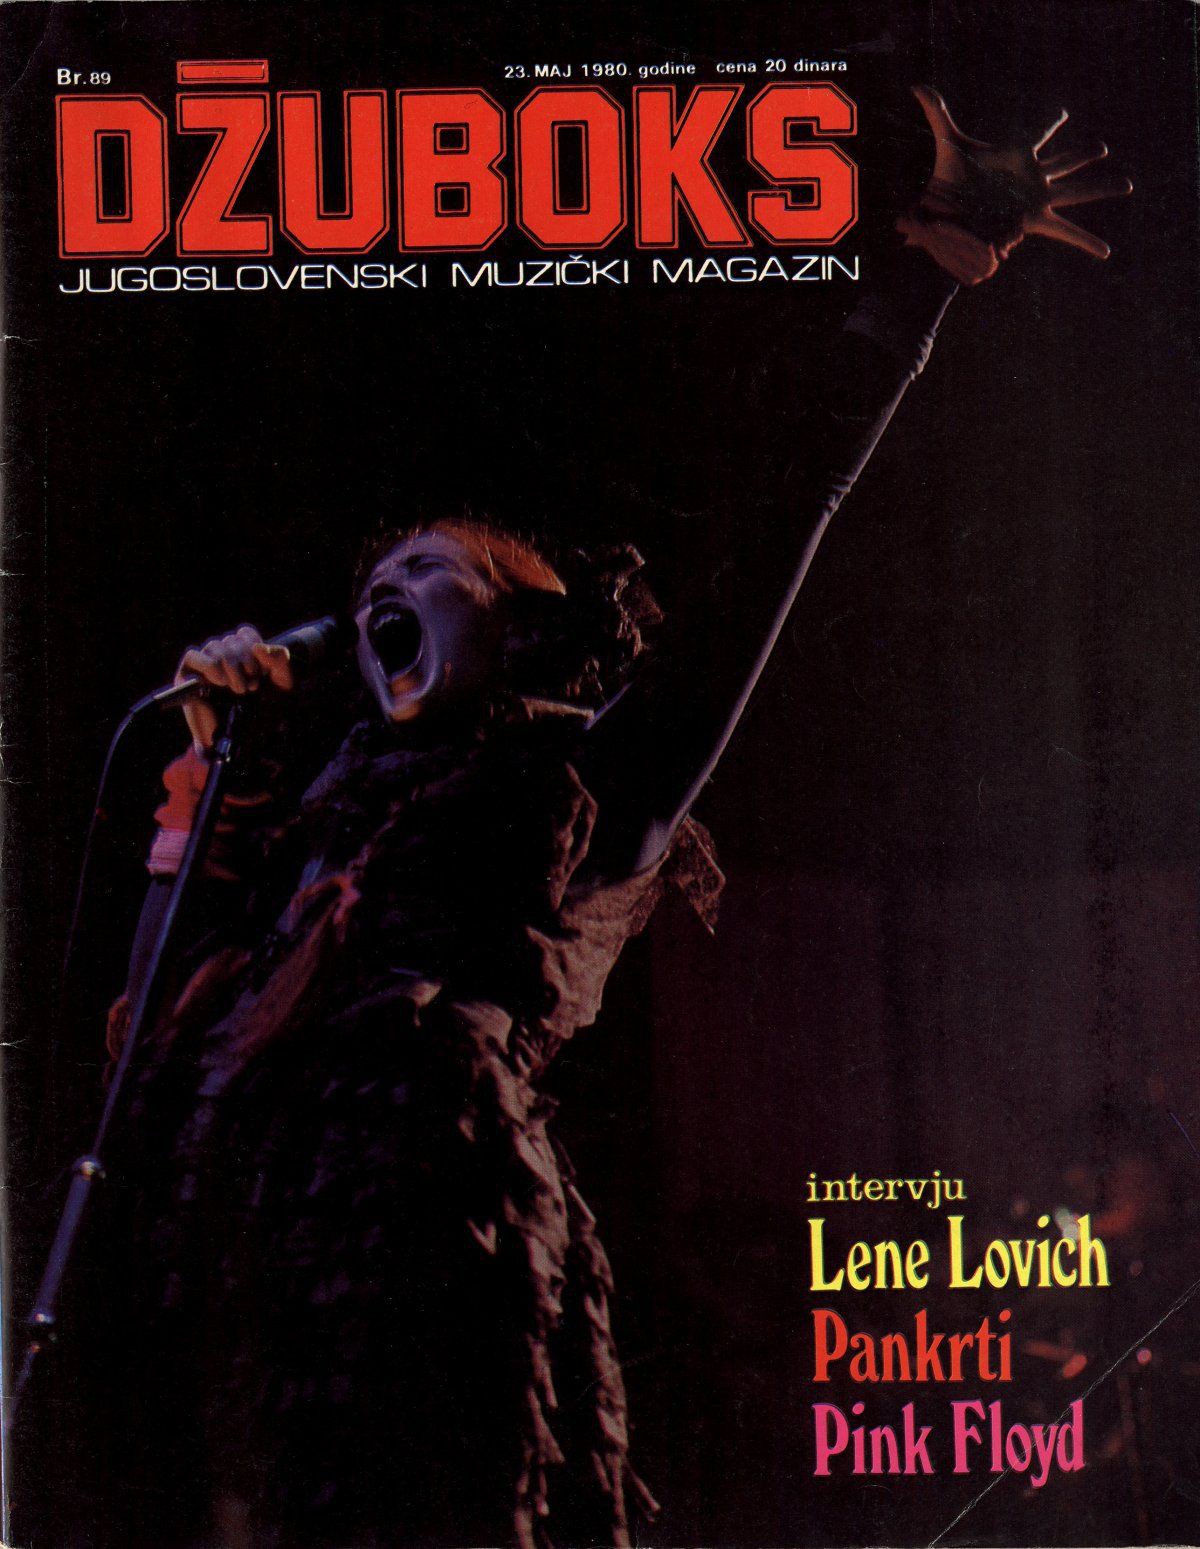 Br. 89
23. MAJ 1980. godine cena 20 dinara
DŽUBOKS
JUGOSLOVENSKI MUZIČKI MAGAZIN
intervju
Lene Lovich
Pankrti
Pink Floyd